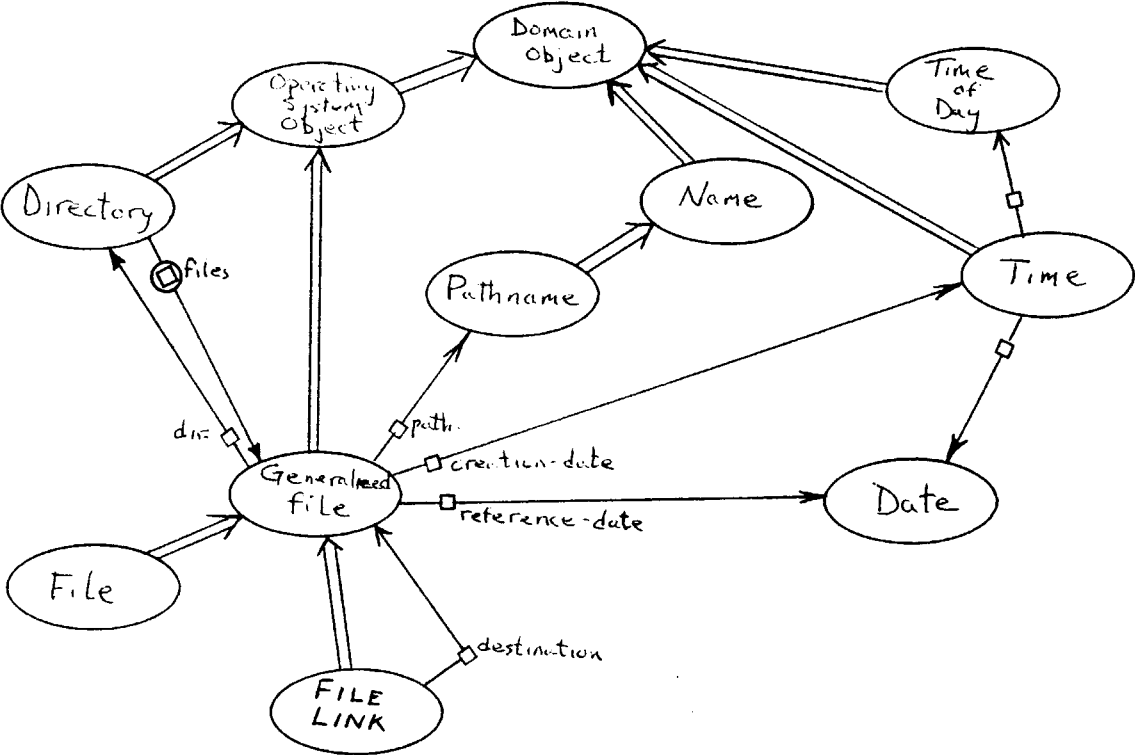 Domain
Object
Operating
System
Object
Time
of
Day
Directory
Name
files
Pathname
Time
dir
path
creation-date
Generalized
file
reference-date
Date
File
destination
FILE
LINK